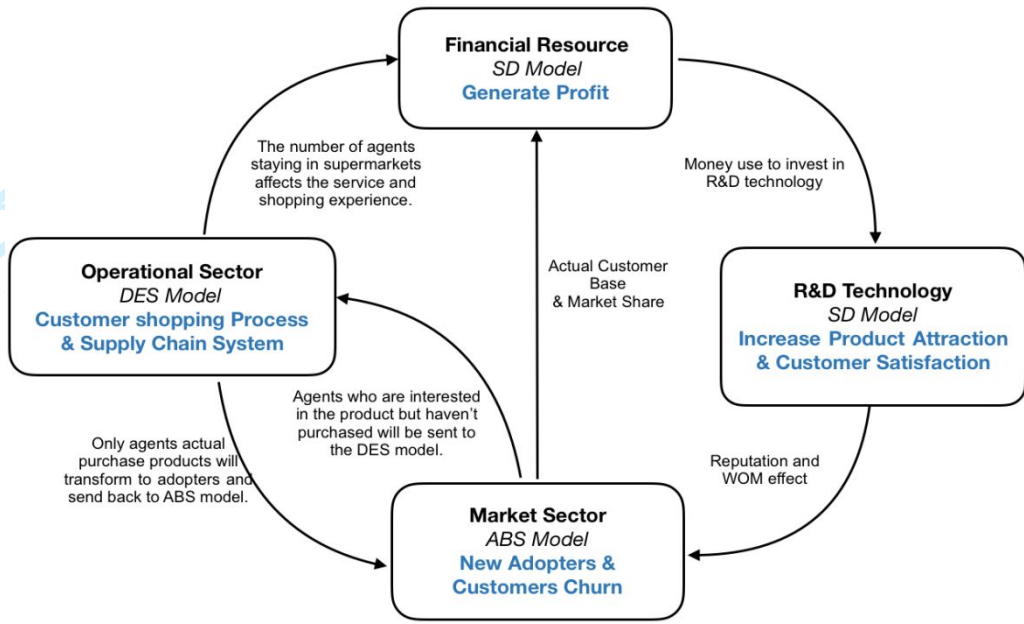 Financial Resource
SD Model
Generate Profit
The number of agents
staying in supermarkets
affects the service and
shopping experience.
Money use to invest in
R&D technology
Operational Sector
DES Model
Customer shopping Process
& Supply Chain System
Actual Customer
Base
& Market Share
R&D Technology
SD Model
Increase Product Attraction
& Customer Satisfaction
Agents who are interested
in the product but haven't
purchased will be sent to
the DES model.
Only agents actual
purchase products will
transform to adopters and
send back to ABS model.
Reputation and
WOM effect
Market Sector
ABS Model
New Adopters &
Customers Churn